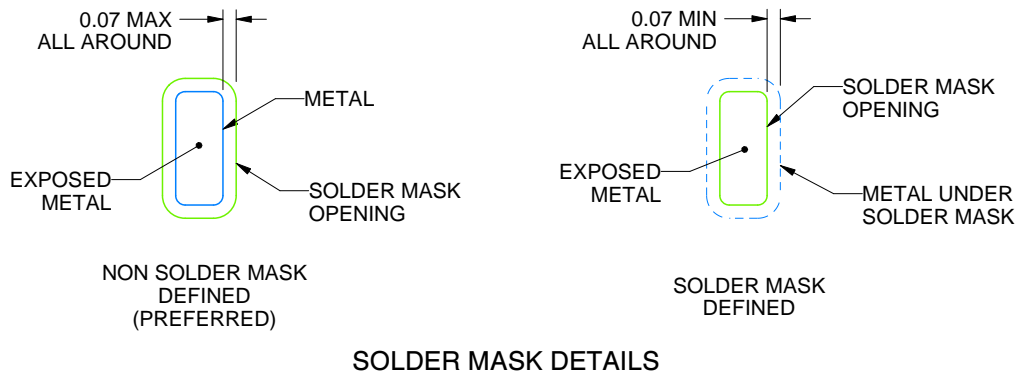 0.07 MAX
ALL AROUND
METAL
EXPOSED
METAL
SOLDER MASK
OPENING
NON SOLDER MASK
DEFINED
(PREFERRED)
0.07 MIN
ALL AROUND
SOLDER MASK
OPENING
EXPOSED
METAL
METAL UNDER
SOLDER MASK
SOLDER MASK
DEFINED
SOLDER MASK DETAILS